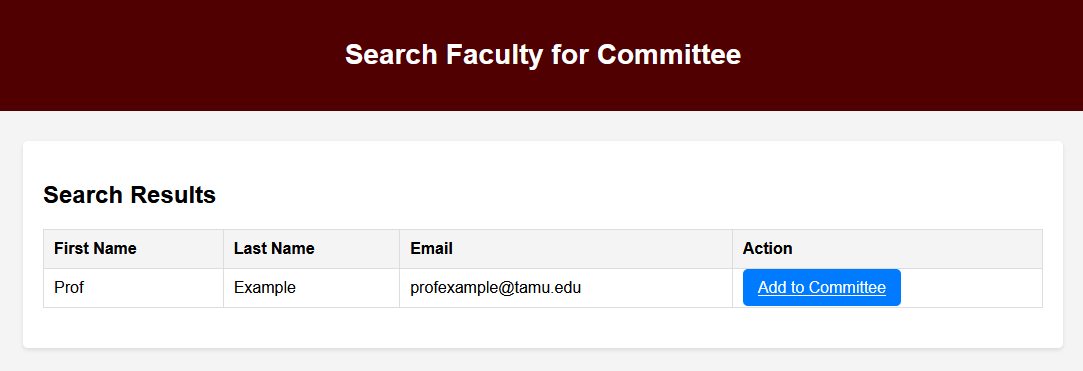 Search Faculty for Committee
Search Results
First Name Last Name Email Action
Prof Example profexample@tamu.edu Add to Committee